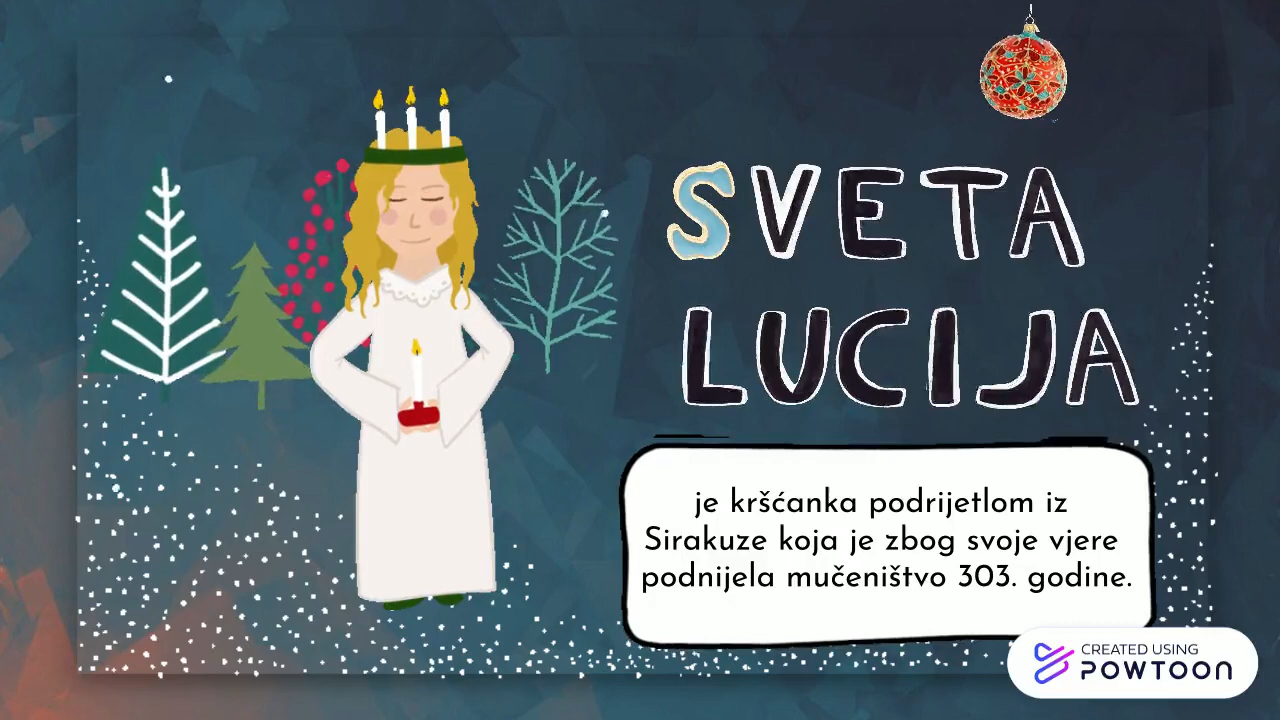 SVETA
LUCIJA
je kršćanka podrijetlom iz
Sirakuze koja je zbog svoje vjere
podnijela mučeništvo 303. godine.
CREATED USING
POWTOON